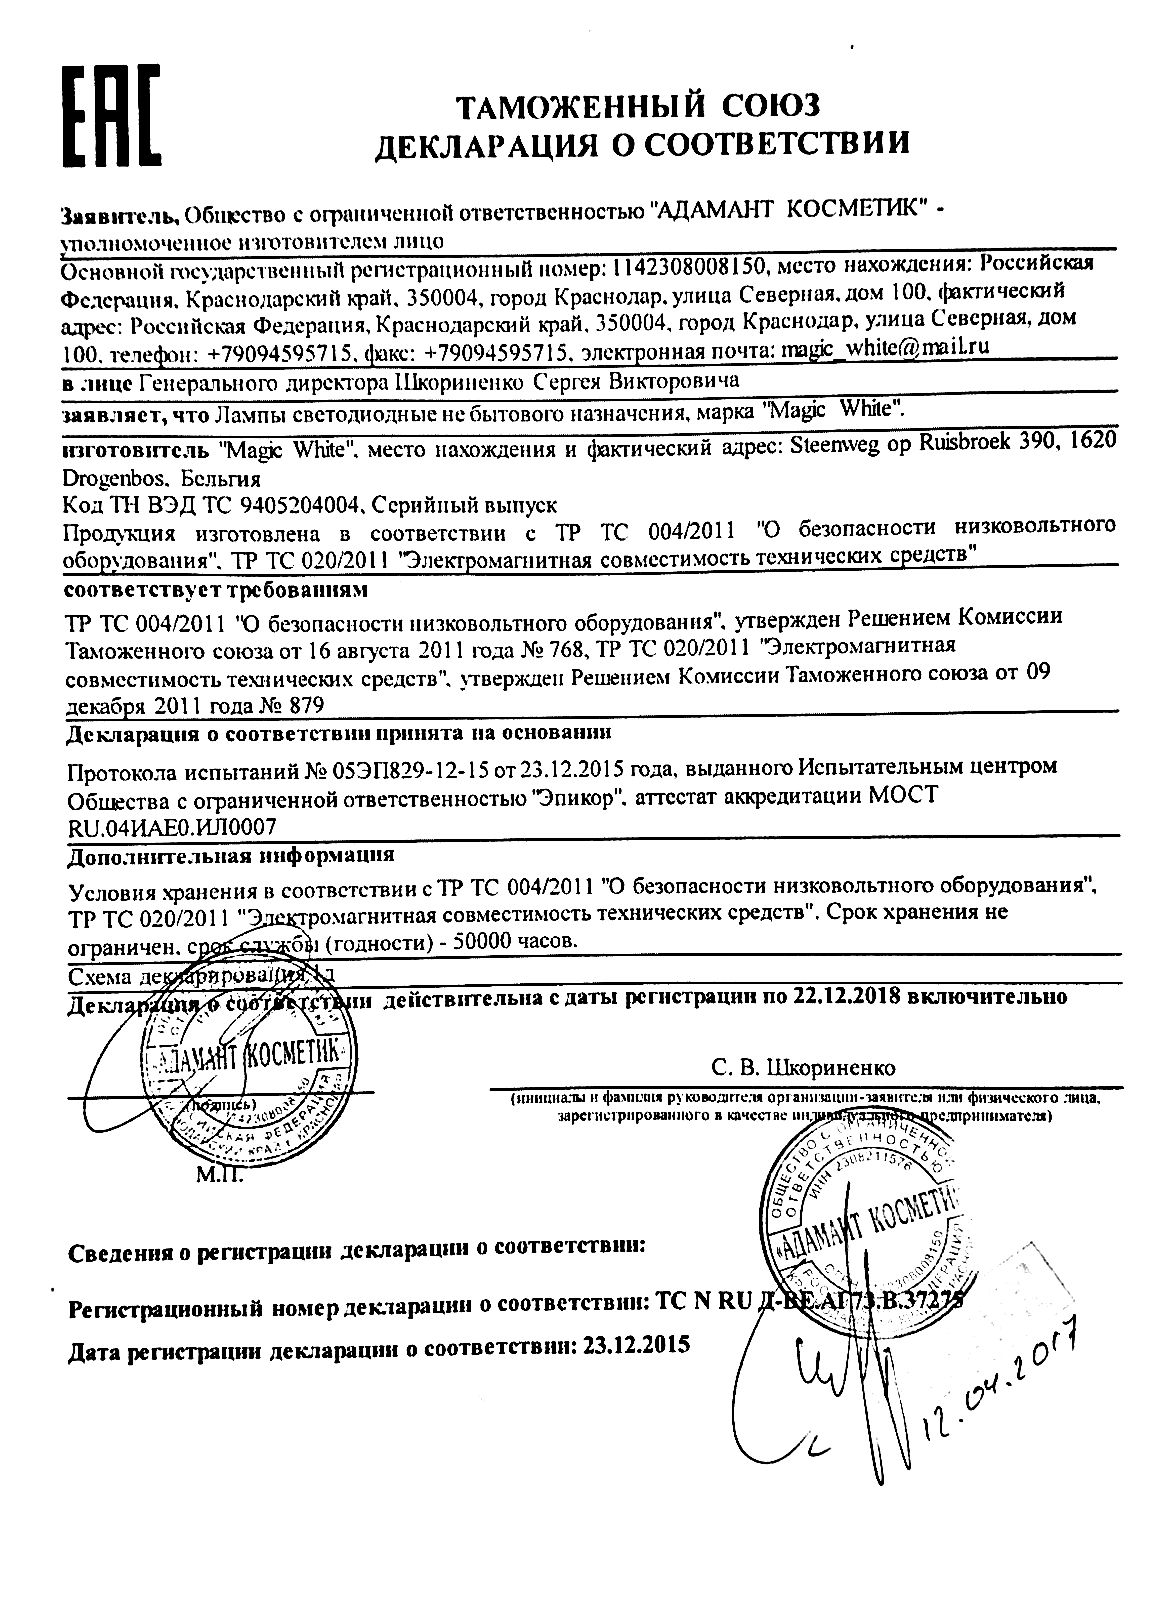 ЕАС
ТАМОЖЕННЫЙ СОЮЗ
ДЕКЛАРАЦИЯ О СООТВЕТСТВИИ
Заявитель, Общество с ограниченной ответственностью "АДАМАНТ КОСМЕТИК" -
уполномоченное изготовителем лицо
Основной государственный регистрационный номер: 1142308008150, место нахождения: Российская
Федерация, Краснодарский край, 350004, город Краснодар, улица Северная, дом 100, фактический
адрес: Российская Федерация, Краснодарский край, 350004, город Краснодар, улица Северная, дом
100, телефон: +79094595715, факс: +79094595715, электронная почта: magic_white@mail.ru
в лице Генерального директора Шкориненко Сергея Викторовича
заявляет, что Лампы светодиодные не бытового назначения, марка "Magic White".
изготовитель "Magic White", место нахождения и фактический адрес: Steenweg op Ruisbroek 390, 1620
Drogenbos, Бельгия
Код ТН ВЭД ТС 9405204004, Серийный выпуск
Продукция изготовлена в соответствии с ТР ТС 004/2011 "О безопасности низковольтного
оборудования", ТР ТС 020/2011 "Электромагнитная совместимость технических средств"
соответствует требованиям
ТР ТС 004/2011 "О безопасности низковольтного оборудования", утвержден Решением Комиссии
Таможенного союза от 16 августа 2011 года № 768, ТР ТС 020/2011 "Электромагнитная
совместимость технических средств", утвержден Решением Комиссии Таможенного союза от 09
декабря 2011 года № 879
Декларация о соответствии принята на основании
Протокола испытаний № 05ЭП829-12-15 от 23.12.2015 года, выданного Испытательным центром
Общества с ограниченной ответственностью "Эпикор", аттестат аккредитации МОСТ
RU.04ИАЕ0.ИЛ0007
Дополнительная информация
Условия хранения в соответствии с ТР ТС 004/2011 "О безопасности низковольтного оборудования",
ТР ТС 020/2011 "Электромагнитная совместимость технических средств". Срок хранения не
ограничен, срок службы (годности) - 50000 часов.
Схема декларирования 1д
Декларация о соответствии действительна с даты регистрации по 22.12.2018 включительно
АДАМАНТ КОСМЕТИК
С. В. Шкориненко
(подпись)
(инициалы и фамилия руководителя организации-заявителя или физического лица,
зарегистрированного в качестве индивидуального предпринимателя)
М.П.
ОБЩЕСТВО С ОГРАНИЧЕННОЙ
ОТВЕТСТВЕННОСТЬЮ
ИНН 2308211576
«АДАМАНТ КОСМЕТИК
Сведения о регистрации декларации о соответствии:
Регистрационный номер декларации о соответствии: ТС N RU Д-BE.АГ73.В.37275
Дата регистрации декларации о соответствии: 23.12.2015
12.04.2017